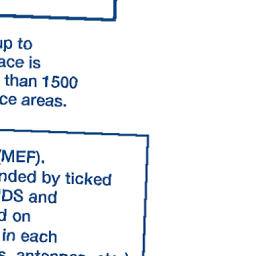 up to
ace is
than 1500
ce areas.
(MEF).
nded by ticked
DS and
d on
in each
s, antennas, etc.)